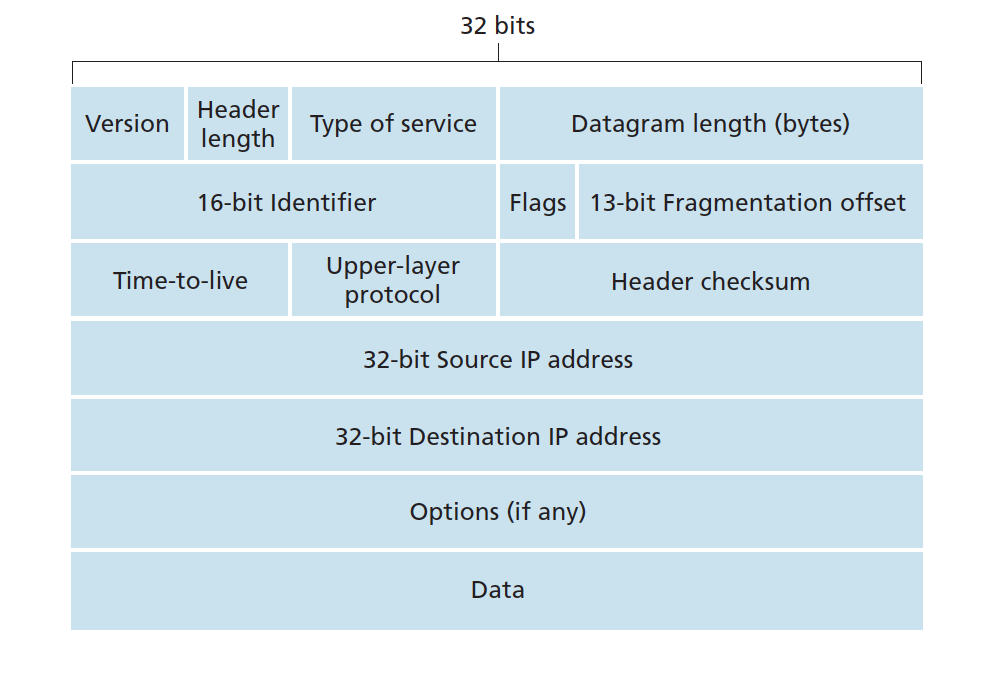 32 bits
Version
Header
length
Type of service
Datagram length (bytes)
16-bit Identifier
Flags
13-bit Fragmentation offset
Time-to-live
Upper-layer
protocol
Header checksum
32-bit Source IP address
32-bit Destination IP address
Options (if any)
Data